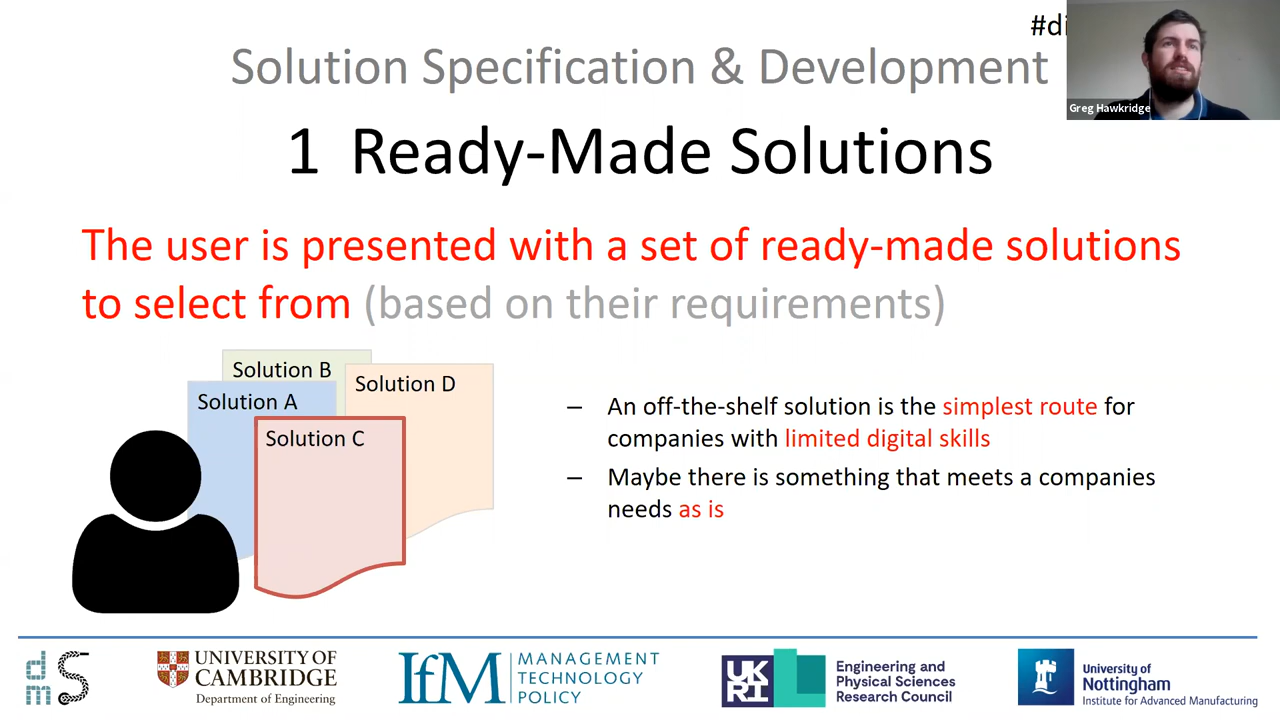 #di
Solution Specification & Development
Greg Hawkridge
1 Ready-Made Solutions
The user is presented with a set of ready-made solutions
to select from (based on their requirements)
Solution B
Solution D
Solution A
Solution C
– An off-the-shelf solution is the simplest route for
companies with limited digital skills
– Maybe there is something that meets a companies
needs as is
dmS
UNIVERSITY OF
CAMBRIDGE
Department of Engineering
IfM
MANAGEMENT
TECHNOLOGY
POLICY
UK
RI
Engineering and
Physical Sciences
Research Council
University of
Nottingham
Institute for Advanced Manufacturing